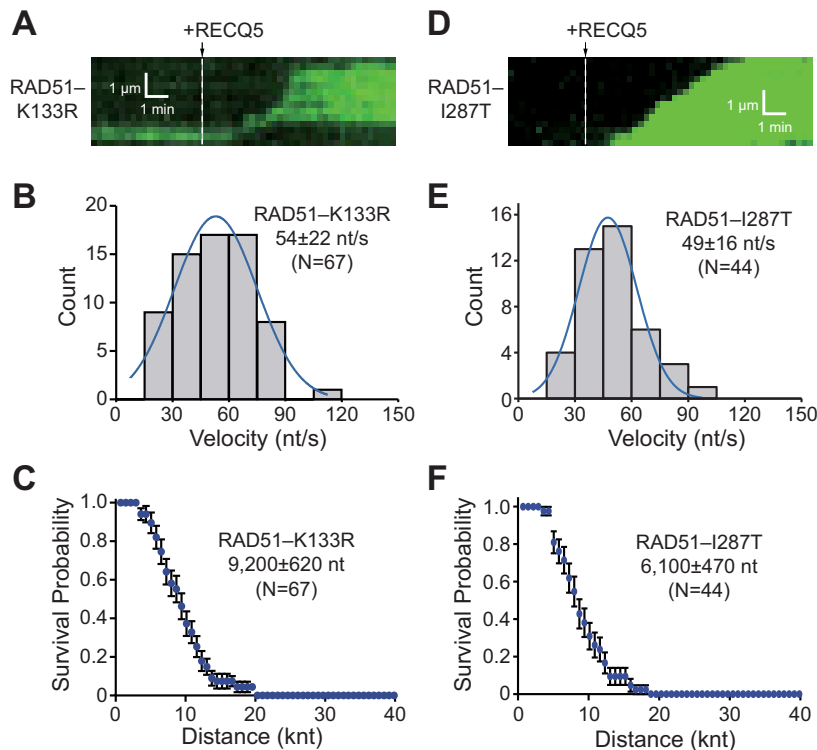 A
+RECQ5
RAD51–
K133R
1 µm
1 min
B
20
15
10
5
0
Count
RAD51–K133R
54±22 nt/s
(N=67)
0
30
60
90
120
150
Velocity (nt/s)
C
1.0
0.8
0.6
0.4
0.2
0
Survival Probability
RAD51–K133R
9,200±620 nt
(N=67)
0
10
20
30
40
Distance (knt)
D
+RECQ5
RAD51–
I287T
1 µm
1 min
E
16
12
8
4
0
Count
RAD51–I287T
49±16 nt/s
(N=44)
0
30
60
90
120
150
Velocity (nt/s)
F
1.0
0.8
0.6
0.4
0.2
0
Survival Probability
RAD51–I287T
6,100±470 nt
(N=44)
0
10
20
30
40
Distance (knt)